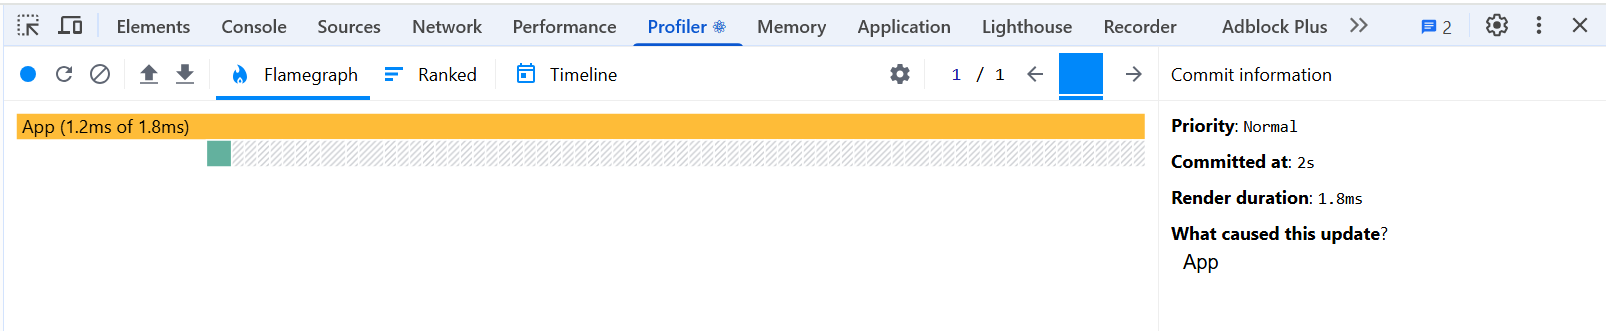 Elements Console Sources Network Performance Profiler Memory Application Lighthouse Recorder Adblock Plus 2
Flamegraph Ranked Timeline 1 / 1 Commit information
App (1.2ms of 1.8ms)
Priority: Normal
Committed at: 2s
Render duration: 1.8ms
What caused this update?
App